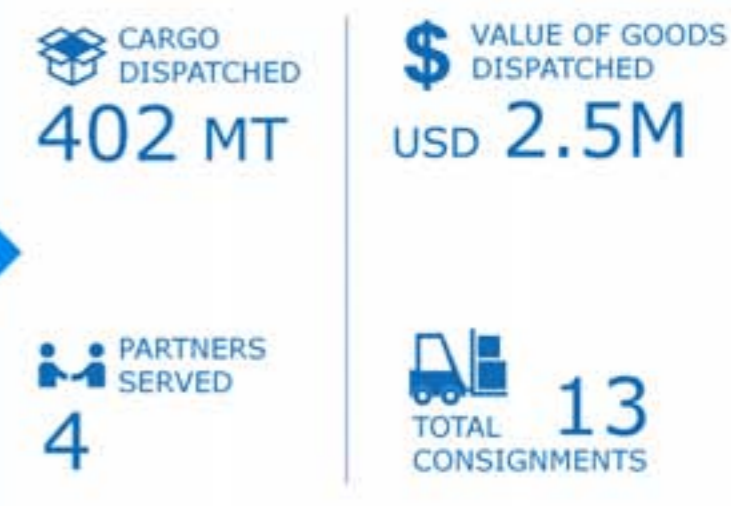 CARGO
DISPATCHED
402 MT
$ VALUE OF GOODS
DISPATCHED
USD 2.5M
PARTNERS
SERVED
4
TOTAL 13
CONSIGNMENTS